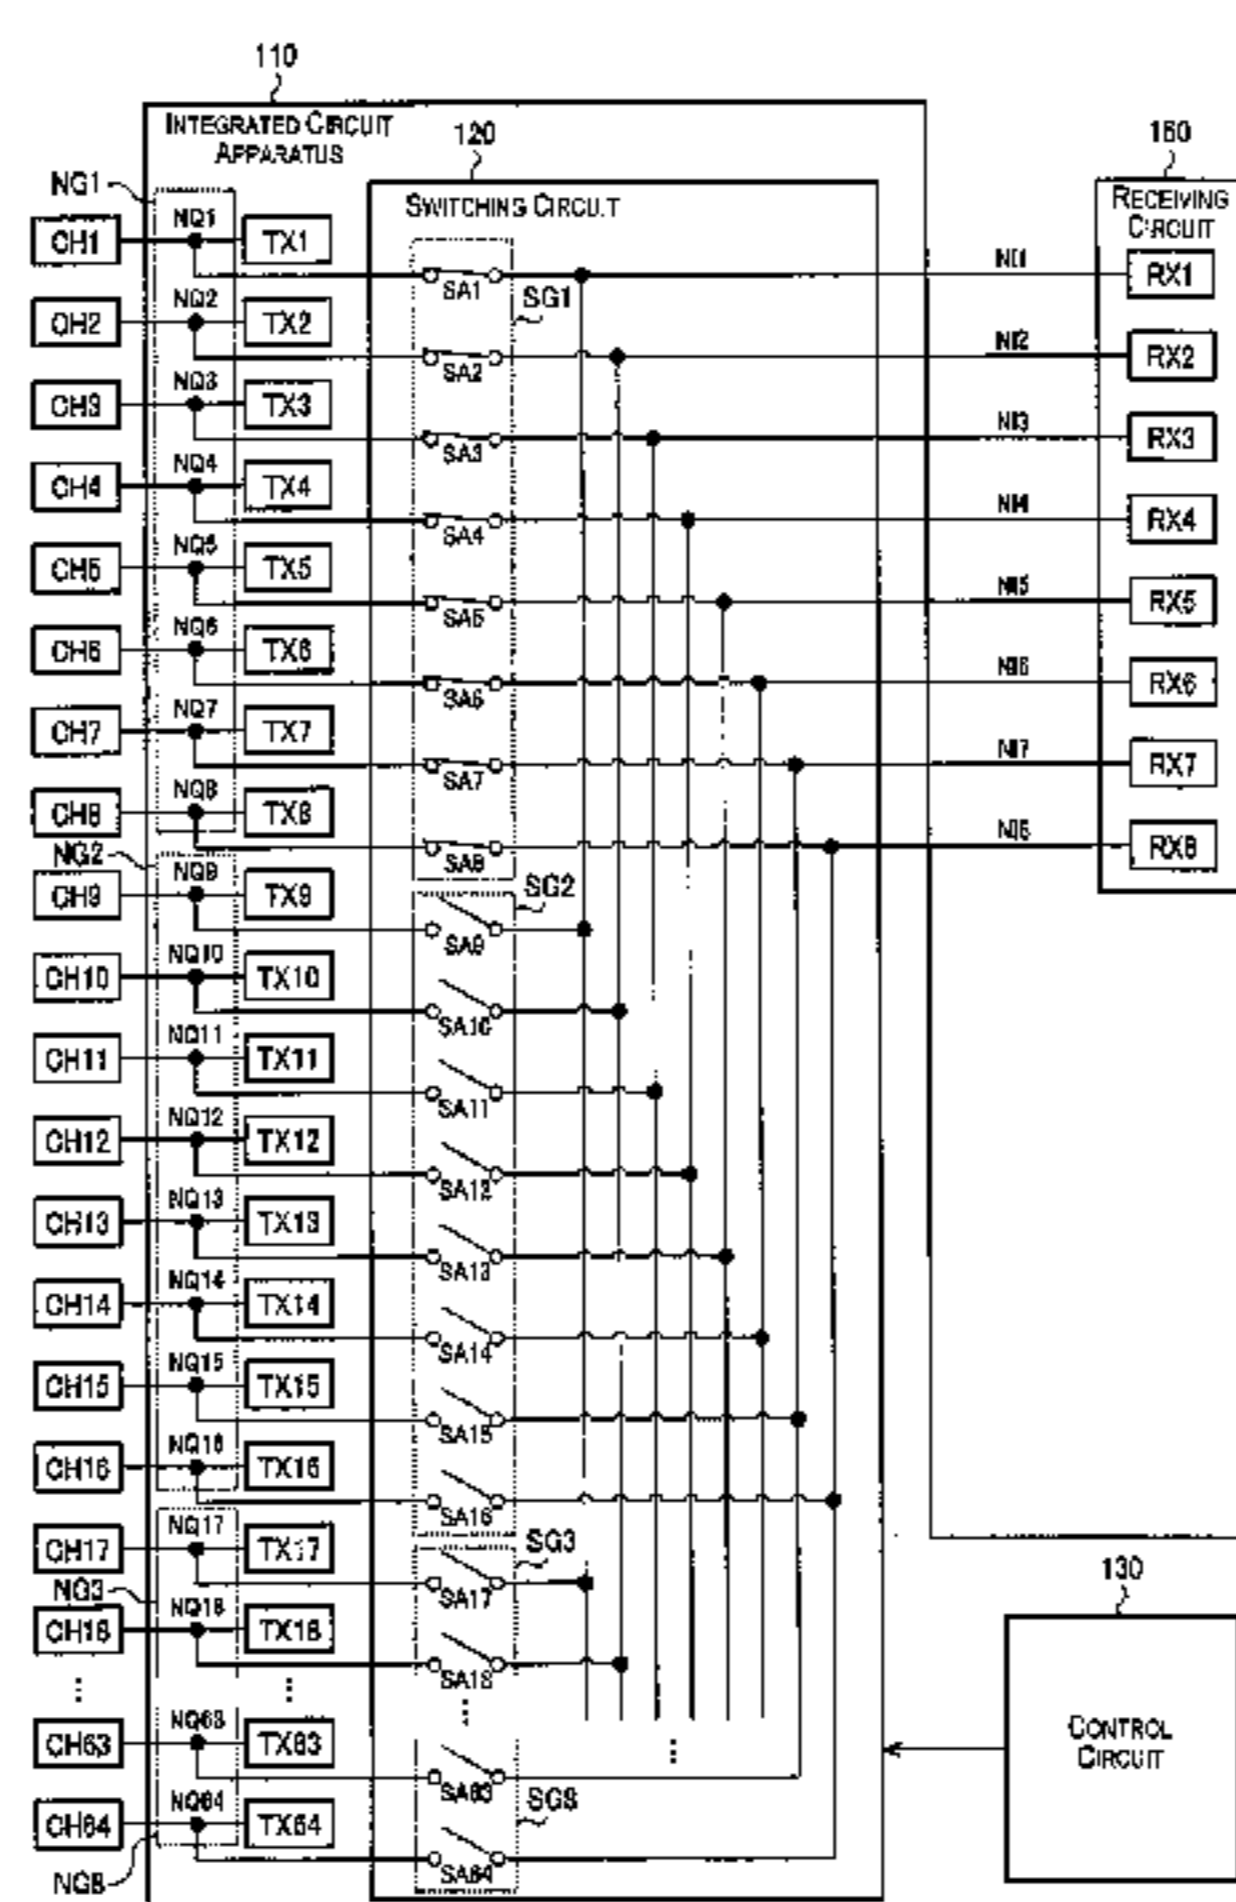 110
INTEGRATED CIRCUIT
APPARATUS
120
160
NG1
SWITCHING CIRCUIT
RECEIVING
CIRCUIT
CH1 NQ1 TX1 SA1 SG1 NI1 RX1
CH2 NQ2 TX2 SA2 NI2 RX2
CH3 NQ3 TX3 SA3 NI3 RX3
CH4 NQ4 TX4 SA4 NI4 RX4
CH5 NQ5 TX5 SA5 NI5 RX5
CH6 NQ6 TX6 SA6 NI6 RX6
CH7 NQ7 TX7 SA7 NI7 RX7
CH8 NQ8 TX8 SA8 NI8 RX8
NG2
CH9 NQ9 TX9 SA9 SG2
CH10 NQ10 TX10 SA10
CH11 NQ11 TX11 SA11
CH12 NQ12 TX12 SA12
CH13 NQ13 TX13 SA13
CH14 NQ14 TX14 SA14
CH15 NQ15 TX15 SA15
CH16 NQ16 TX16 SA16
CH17 NQ17 TX17 SA17 SG3
130
NG3
CH18 NQ18 TX18 SA18
CH63 NQ63 TX63 SA63
CONTROL
CIRCUIT
SG8
CH64 NQ64 TX64 SA64
NG8